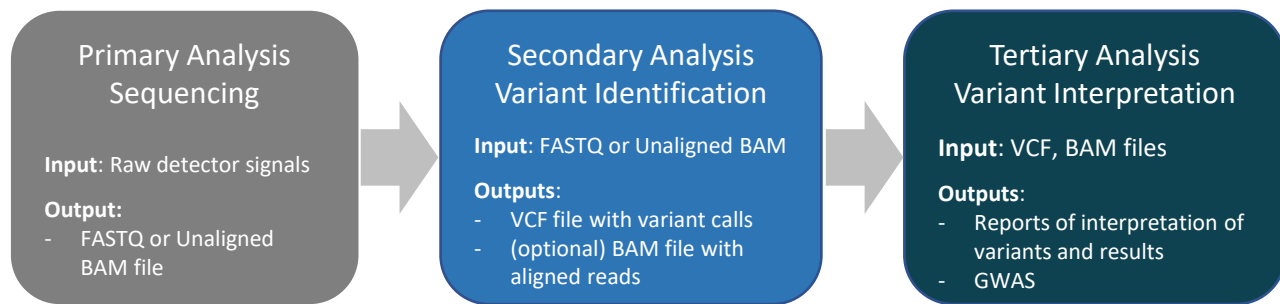 Primary Analysis
Sequencing
Input: Raw detector signals
Output:
- FASTQ or Unaligned
BAM file
Secondary Analysis
Variant Identification
Input: FASTQ or Unaligned BAM
Outputs:
- VCF file with variant calls
- (optional) BAM file with
aligned reads
Tertiary Analysis
Variant Interpretation
Input: VCF, BAM files
Outputs:
- Reports of interpretation of
variants and results
- GWAS